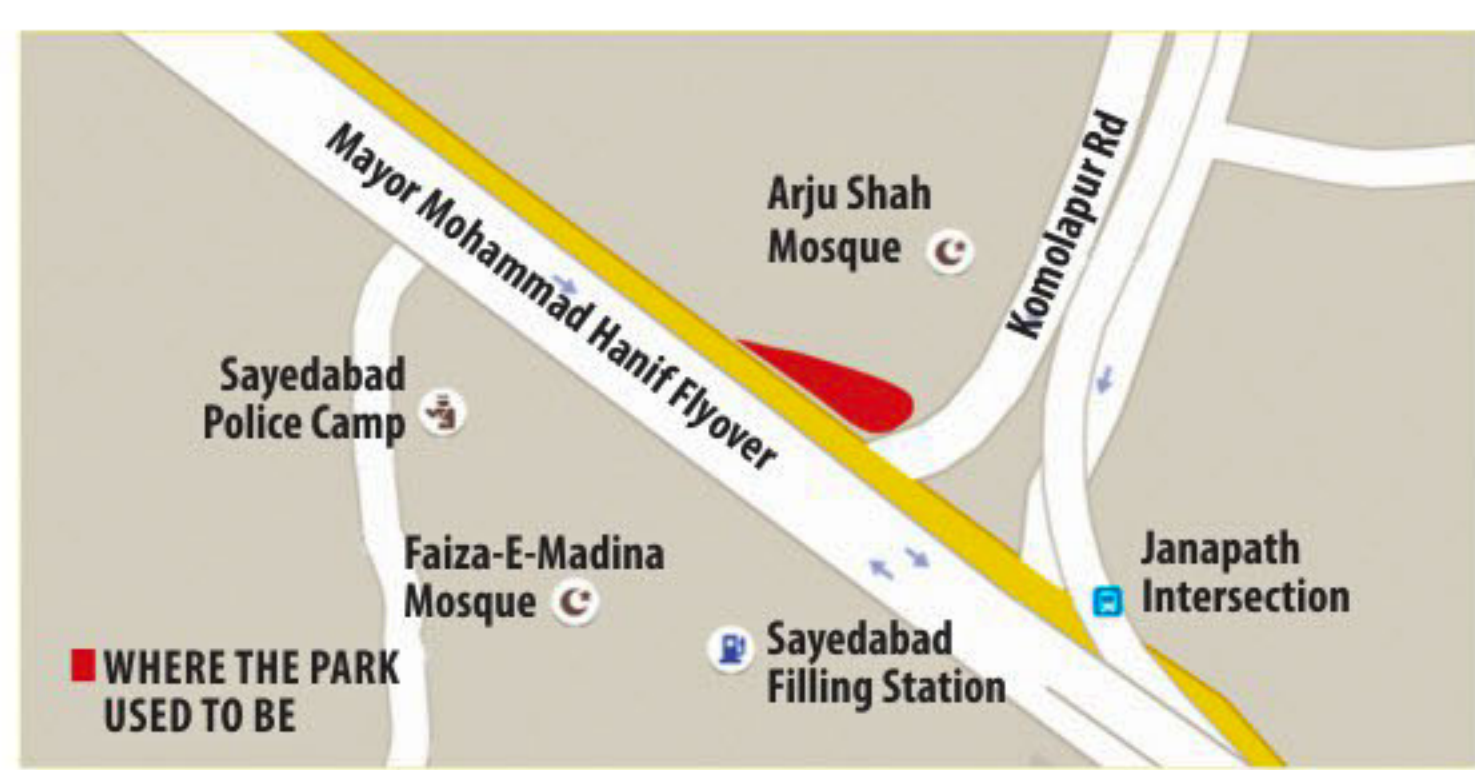 Mayor Mohammad Hanif Flyover
Arju Shah
Mosque
Komolapur Rd
Sayedabad
Police Camp
Faiza-E-Madina
Mosque
Janapath
Intersection
Sayedabad
Filling Station
WHERE THE PARK
USED TO BE